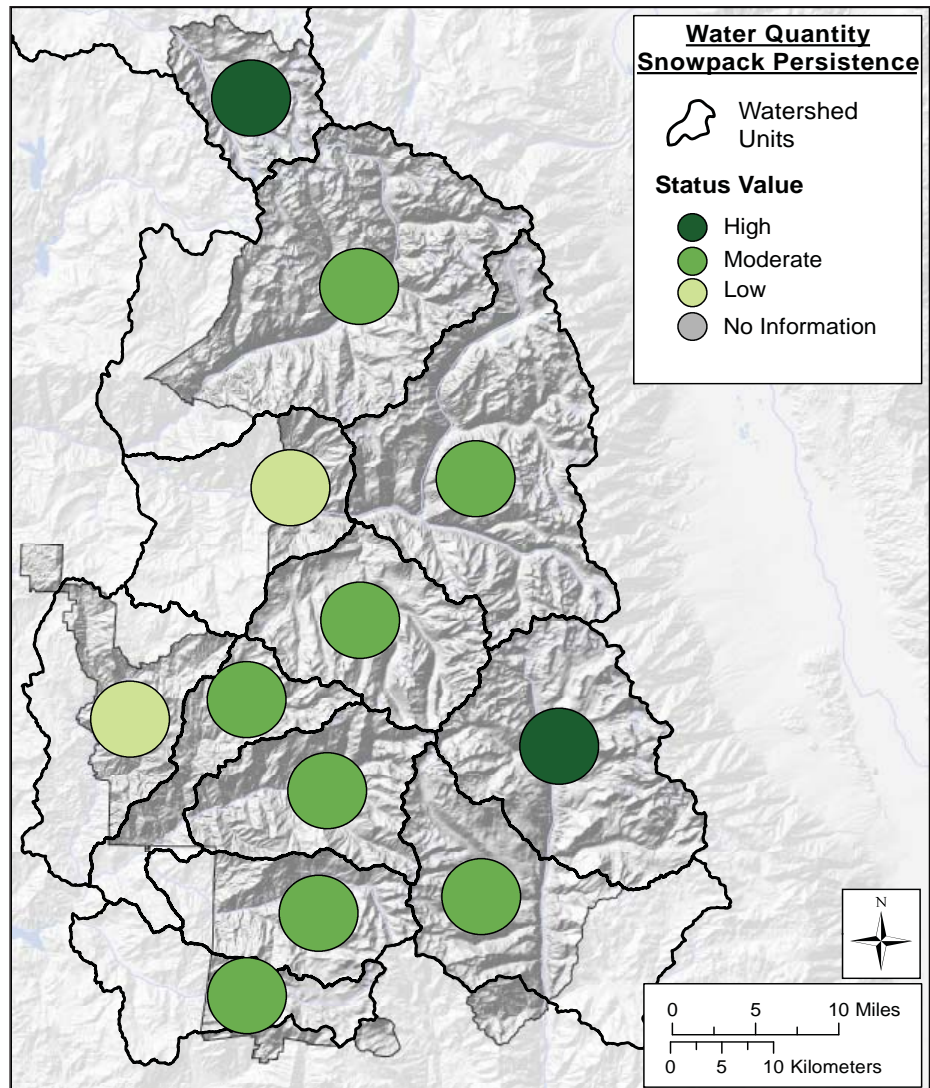 Water Quantity
Snowpack Persistence
Watershed
Units
Status Value
High
Moderate
Low
No Information
N
0 5 10 Miles
0 5 10 Kilometers